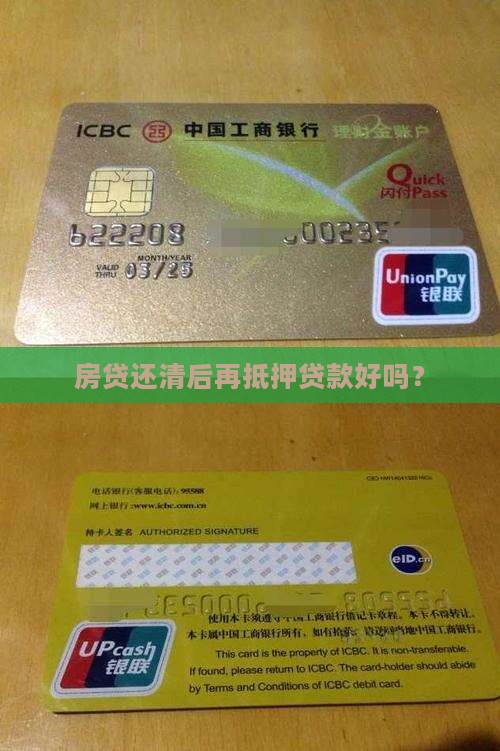 ICBC 中国工商银行 理财金账户
Quick
闪付Pass
622208
MONTH/YEAR
VALID THRU 03/25
UnionPay
银联
房贷还清后再抵押贷款好吗？
电话银行(客服电话): 95588
网上银行:www.icbc.com.cn
持卡人签名 AUTHORIZED SIGNATURE
eID.cn
本卡属中国工商银行所有，
This card is the property of ICBC. It is non-transferable.
If found, please return to ICBC. The card-holder should abide
by Terms and Conditions of ICBC debit card.
UPcash
银联